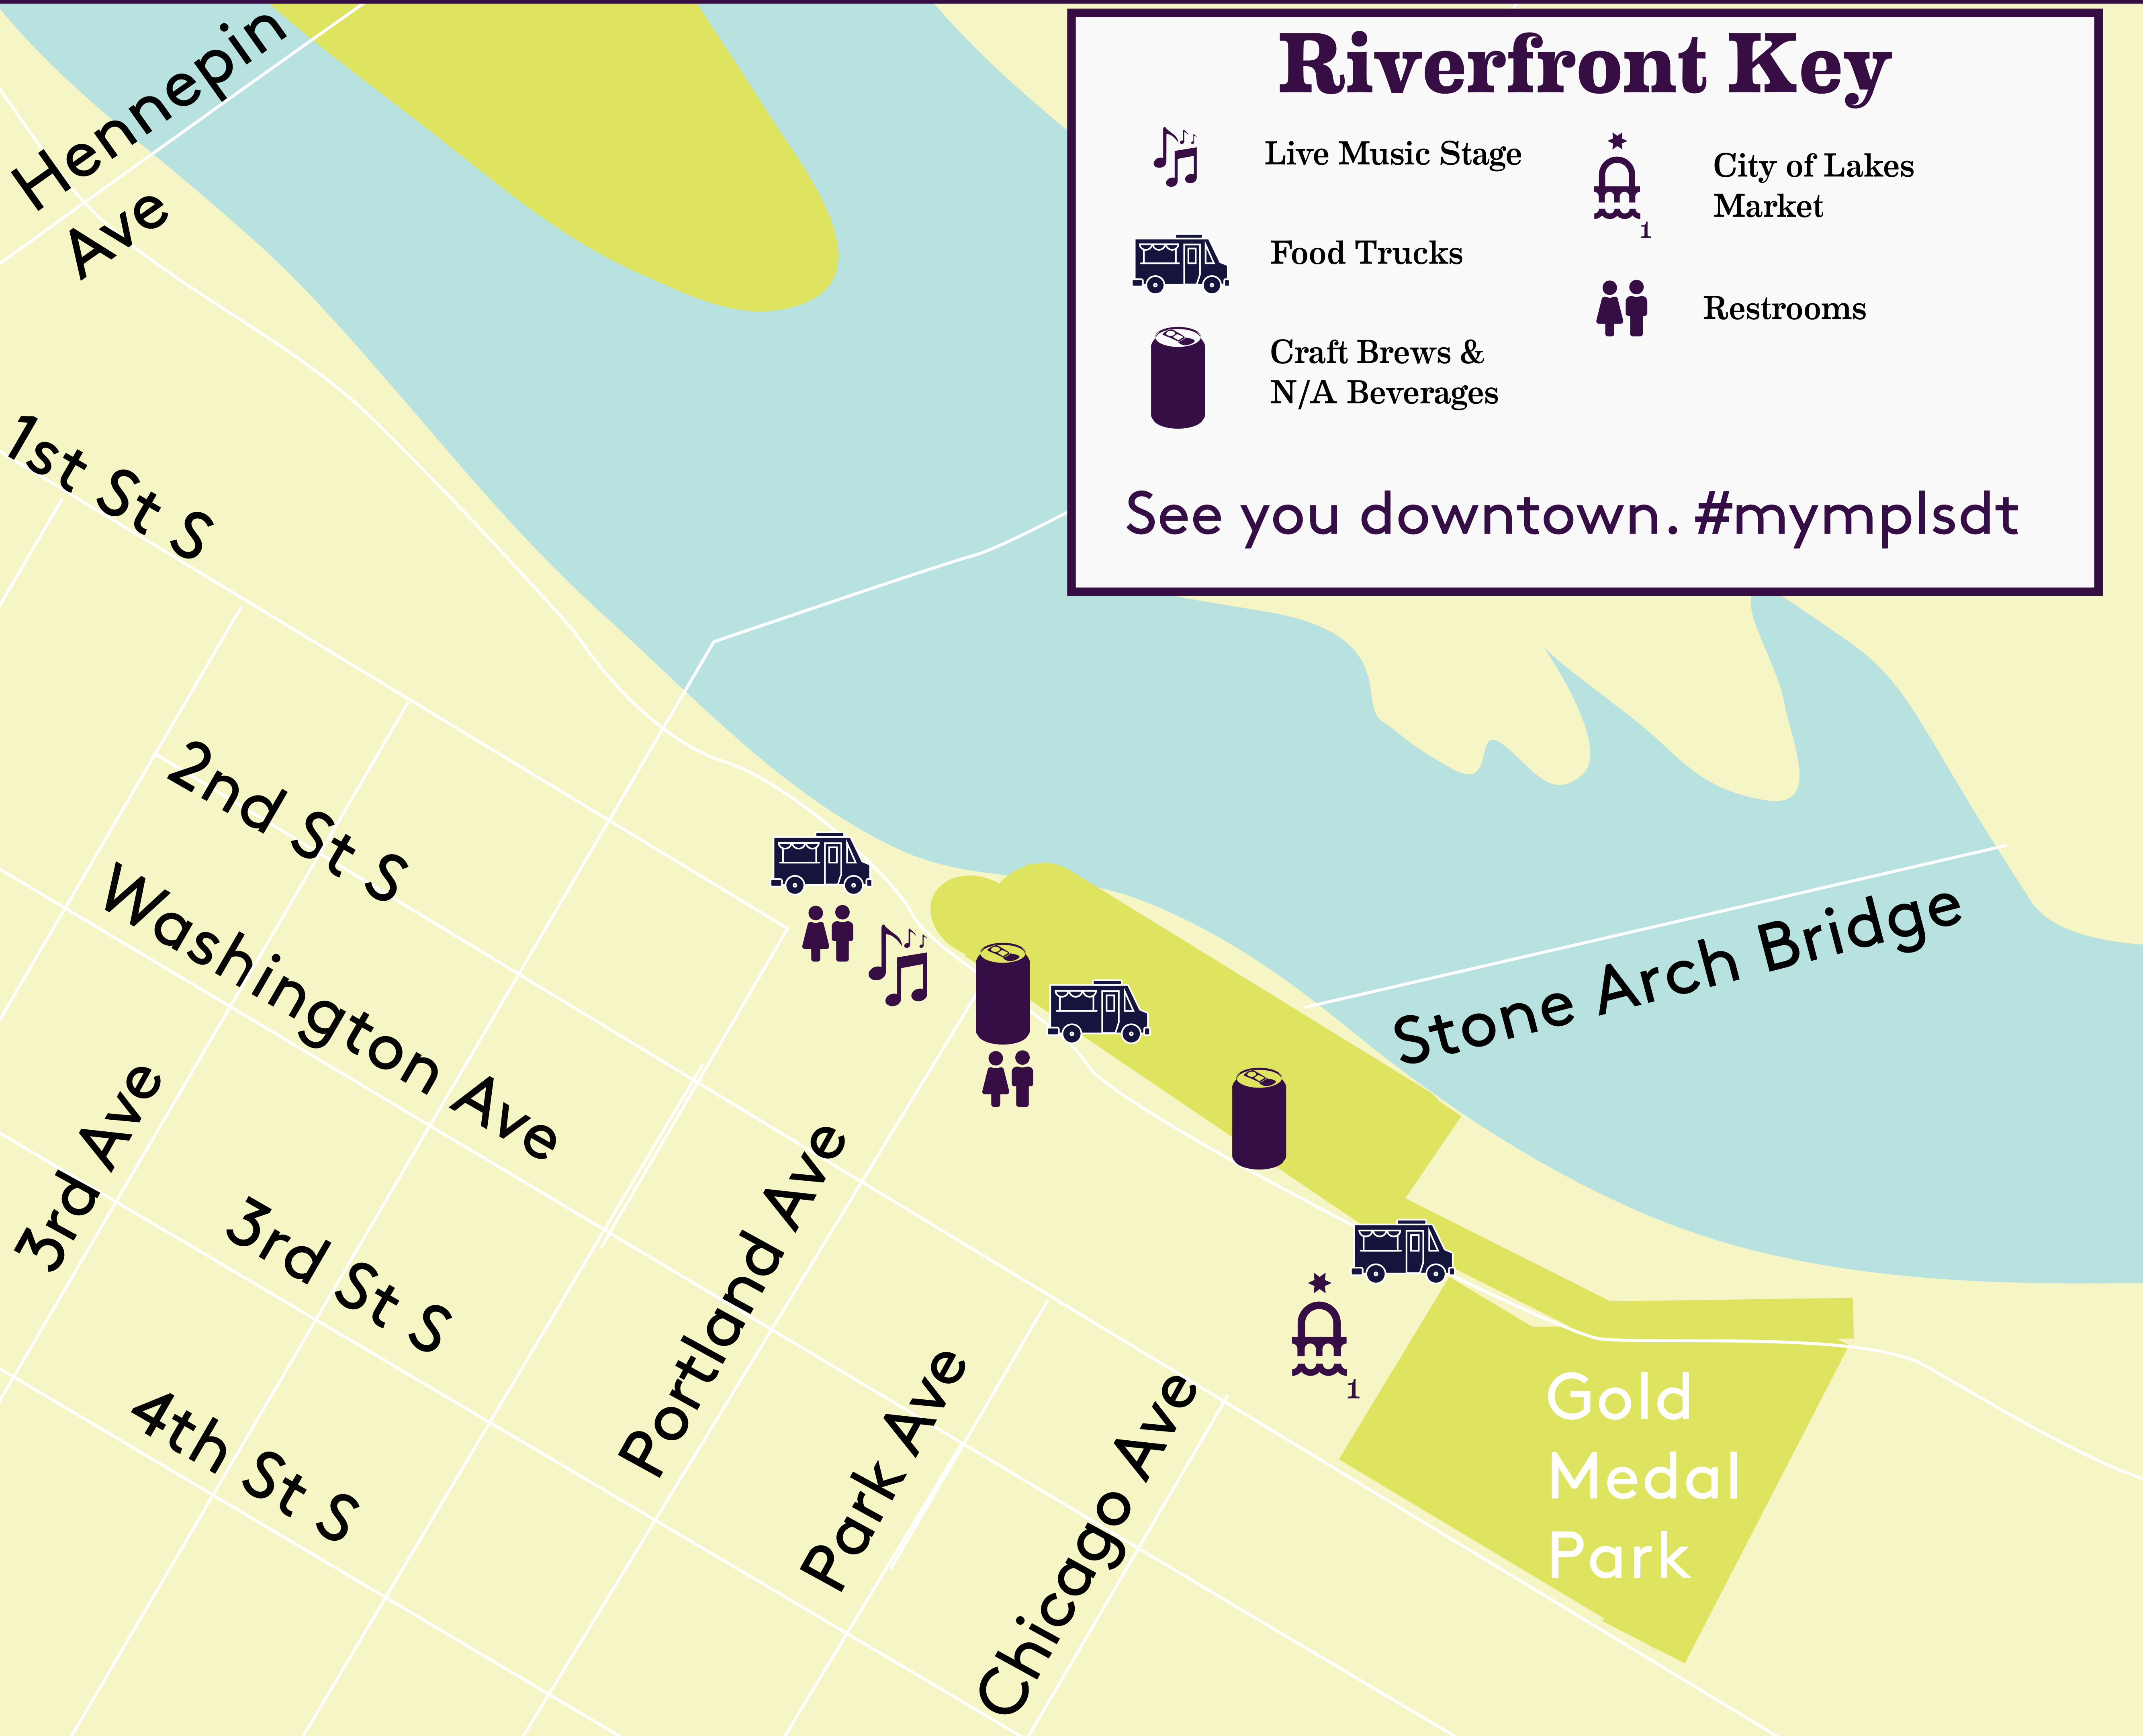 Riverfront Key
Live Music Stage
Food Trucks
Craft Brews &
N/A Beverages
City of Lakes
Market
1
Restrooms
See you downtown. #mymplsdt
Hennepin
Ave
1st St S
2nd St S
Washington Ave
3rd Ave
3rd St S
4th St S
Portland Ave
Park Ave
Chicago Ave
Stone Arch Bridge
1
Gold
Medal
Park